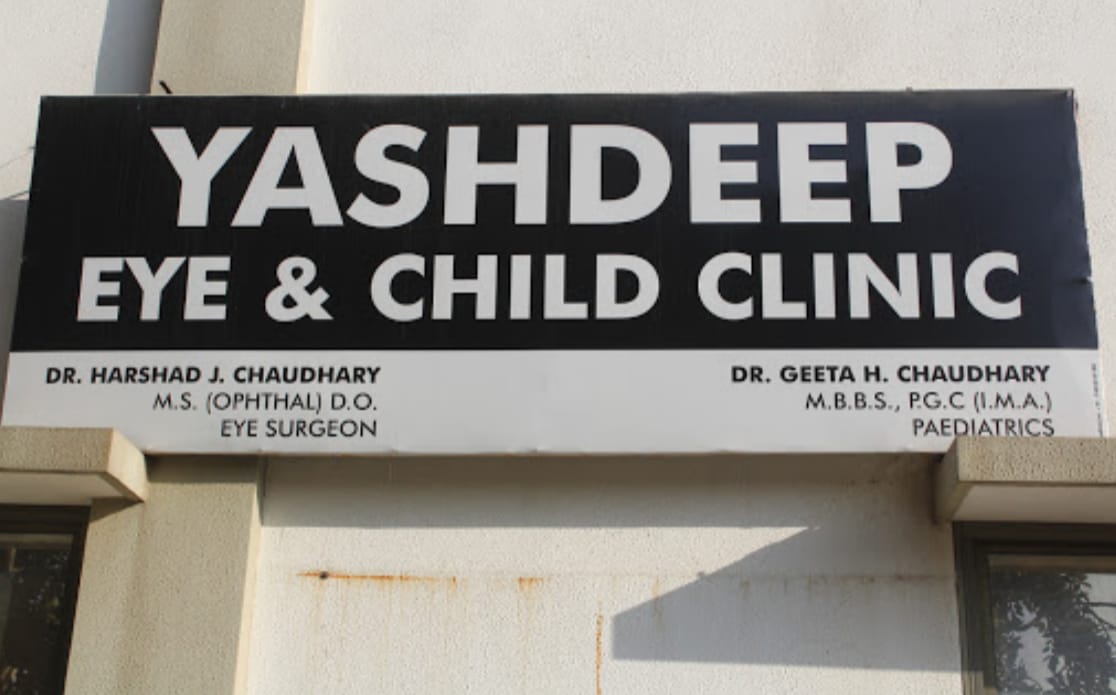 YASHDEEP
EYE & CHILD CLINIC
DR. HARSHAD J. CHAUDHARY
M.S. (OPHTHAL) D.O.
EYE SURGEON
DR. GEETA H. CHAUDHARY
M.B.B.S., P.G.C (I.M.A.)
PAEDIATRICS